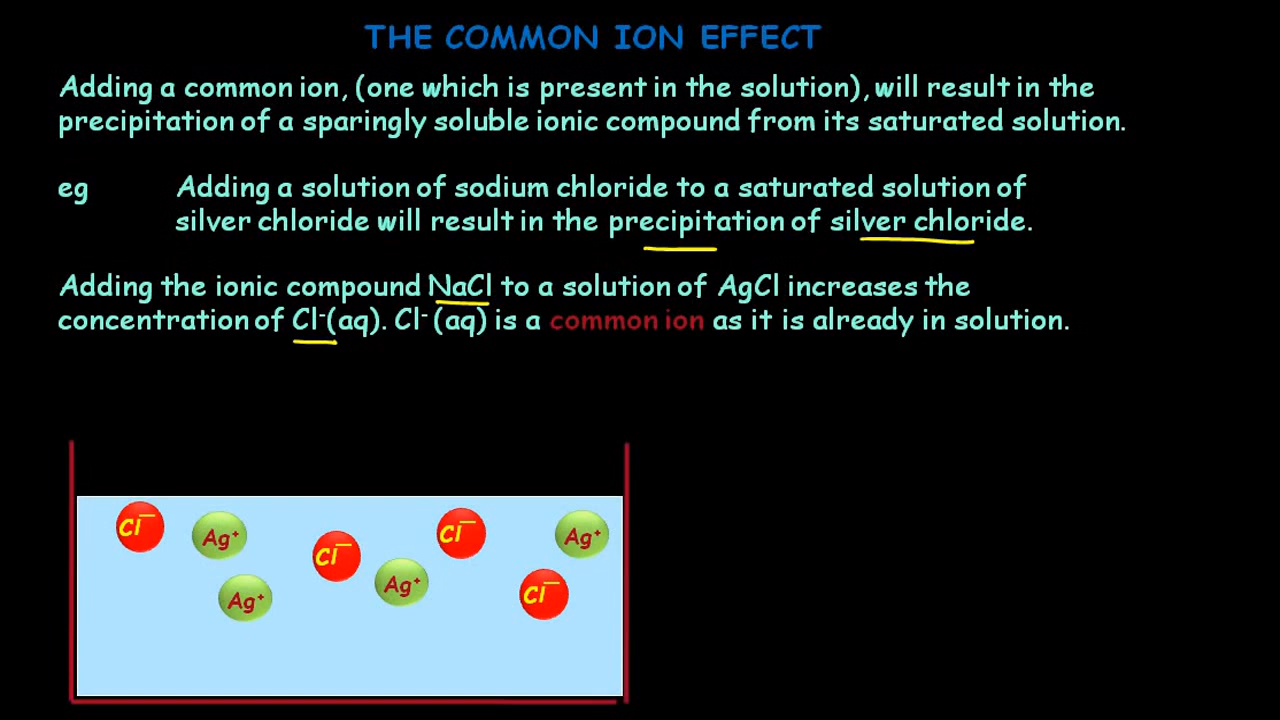 THE COMMON ION EFFECT
Adding a common ion, (one which is present in the solution), will result in the
precipitation of a sparingly soluble ionic compound from its saturated solution.
eg Adding a solution of sodium chloride to a saturated solution of
silver chloride will result in the precipitation of silver chloride.
Adding the ionic compound NaCl to a solution of AgCl increases the
concentration of Cl⁻(aq). Cl⁻ (aq) is a common ion as it is already in solution.
Cl⁻ Ag⁺ Cl⁻ Cl⁻ Ag⁺
Ag⁺ Ag⁺ Cl⁻